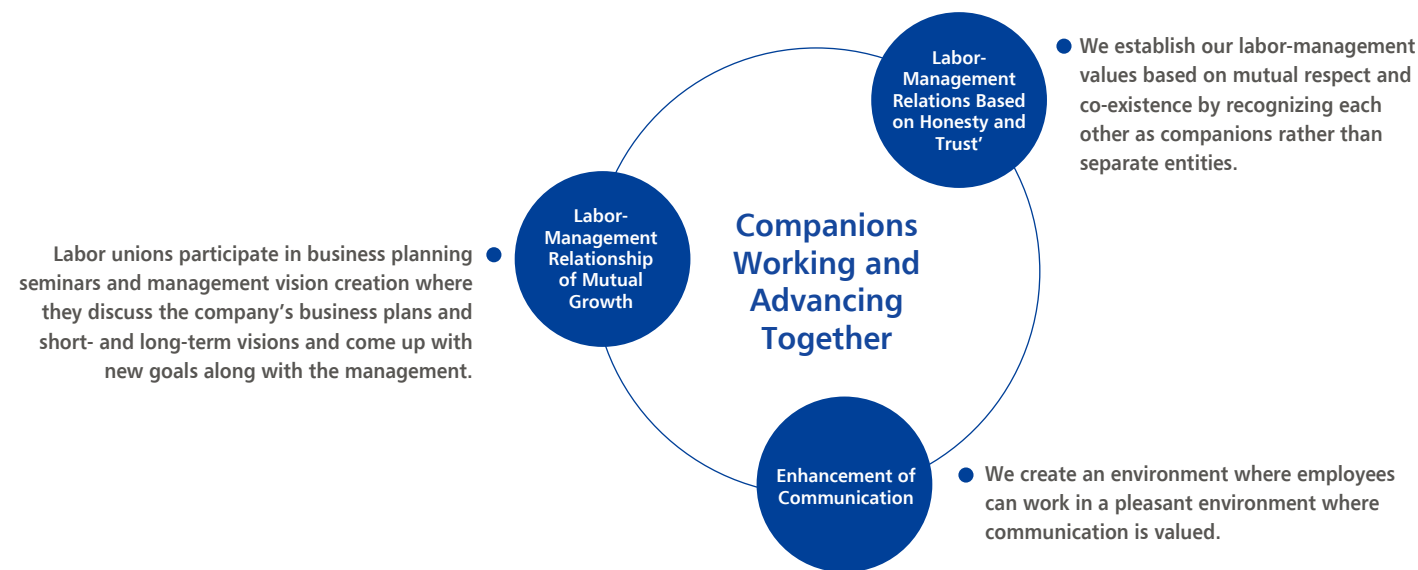 Labor-
Management
Relations Based
on Honesty and
Trust’
We establish our labor-management
values based on mutual respect and
co-existence by recognizing each
other as companions rather than
separate entities.
Labor-
Management
Relationship
of Mutual
Growth
Labor unions participate in business planning
seminars and management vision creation where
they discuss the company’s business plans and
short- and long-term visions and come up with
new goals along with the management.
Companions
Working and
Advancing
Together
Enhancement of
Communication
We create an environment where employees
can work in a pleasant environment where
communication is valued.